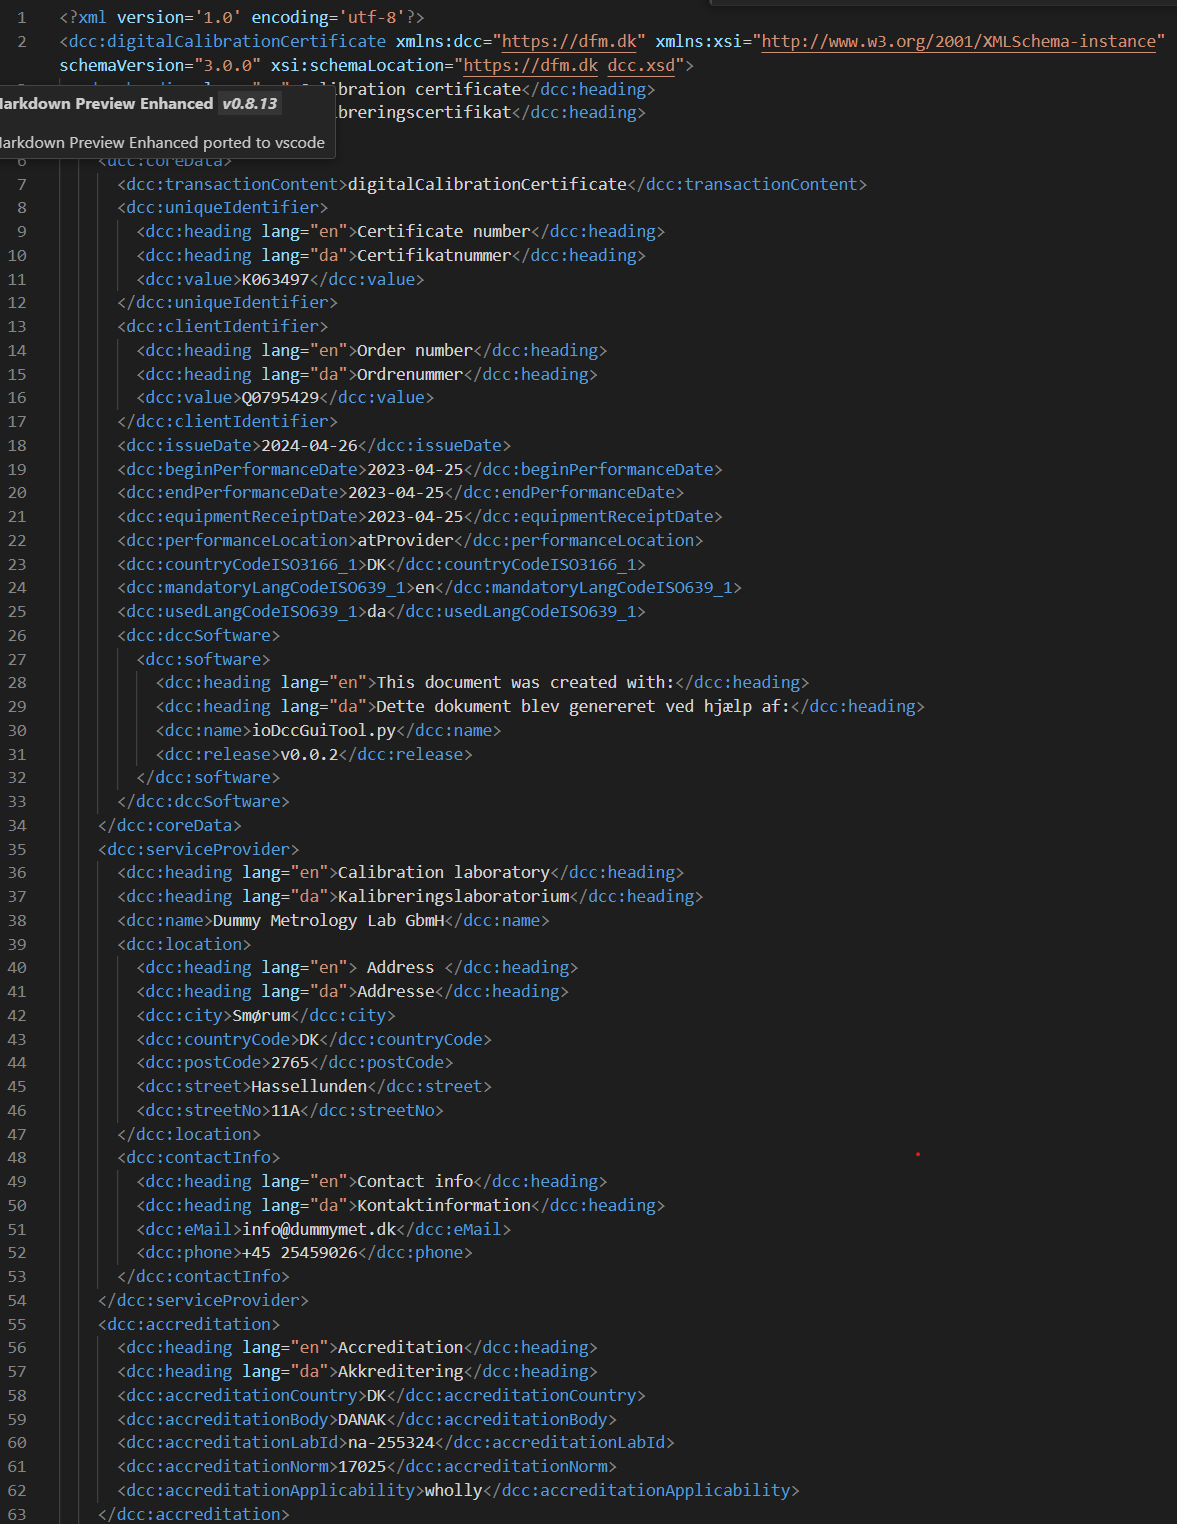 1 <?xml version='1.0' encoding='utf-8'?>
2 <dcc:digitalCalibrationCertificate xmlns:dcc="https://dfm.dk" xmlns:xsi="http://www.w3.org/2001/XMLSchema-instance"
schemaVersion="3.0.0" xsi:schemaLocation="https://dfm.dk dcc.xsd">
ibration certificate</dcc:heading>
arkdown Preview Enhanced v0.8.13
ibreringscertifikat</dcc:heading>
arkdown Preview Enhanced ported to vscode
6 <dcc:coreData>
7 <dcc:transactionContent>digitalCalibrationCertificate</dcc:transactionContent>
8 <dcc:uniqueIdentifier>
9 <dcc:heading lang="en">Certificate number</dcc:heading>
10 <dcc:heading lang="da">Certifikatnummer</dcc:heading>
11 <dcc:value>K063497</dcc:value>
12 </dcc:uniqueIdentifier>
13 <dcc:clientIdentifier>
14 <dcc:heading lang="en">Order number</dcc:heading>
15 <dcc:heading lang="da">Ordrenummer</dcc:heading>
16 <dcc:value>Q0795429</dcc:value>
17 </dcc:clientIdentifier>
18 <dcc:issueDate>2024-04-26</dcc:issueDate>
19 <dcc:beginPerformanceDate>2023-04-25</dcc:beginPerformanceDate>
20 <dcc:endPerformanceDate>2023-04-25</dcc:endPerformanceDate>
21 <dcc:equipmentReceiptDate>2023-04-25</dcc:equipmentReceiptDate>
22 <dcc:performanceLocation>atProvider</dcc:performanceLocation>
23 <dcc:countryCodeISO3166_1>DK</dcc:countryCodeISO3166_1>
24 <dcc:mandatoryLangCodeISO639_1>en</dcc:mandatoryLangCodeISO639_1>
25 <dcc:usedLangCodeISO639_1>da</dcc:usedLangCodeISO639_1>
26 <dcc:dccSoftware>
27 <dcc:software>
28 <dcc:heading lang="en">This document was created with:</dcc:heading>
29 <dcc:heading lang="da">Dette dokument blev genereret ved hjælp af:</dcc:heading>
30 <dcc:name>ioDccGuiTool.py</dcc:name>
31 <dcc:release>v0.0.2</dcc:release>
32 </dcc:software>
33 </dcc:dccSoftware>
34 </dcc:coreData>
35 <dcc:serviceProvider>
36 <dcc:heading lang="en">Calibration laboratory</dcc:heading>
37 <dcc:heading lang="da">Kalibreringslaboratorium</dcc:heading>
38 <dcc:name>Dummy Metrology Lab GbmH</dcc:name>
39 <dcc:location>
40 <dcc:heading lang="en"> Address </dcc:heading>
41 <dcc:heading lang="da">Addresse</dcc:heading>
42 <dcc:city>Smørum</dcc:city>
43 <dcc:countryCode>DK</dcc:countryCode>
44 <dcc:postCode>2765</dcc:postCode>
45 <dcc:street>Hassellunden</dcc:street>
46 <dcc:streetNo>11A</dcc:streetNo>
47 </dcc:location>
48 <dcc:contactInfo>
49 <dcc:heading lang="en">Contact info</dcc:heading>
50 <dcc:heading lang="da">Kontaktinformation</dcc:heading>
51 <dcc:eMail>info@dummymet.dk</dcc:eMail>
52 <dcc:phone>+45 25459026</dcc:phone>
53 </dcc:contactInfo>
54 </dcc:serviceProvider>
55 <dcc:accreditation>
56 <dcc:heading lang="en">Accreditation</dcc:heading>
57 <dcc:heading lang="da">Akkreditering</dcc:heading>
58 <dcc:accreditationCountry>DK</dcc:accreditationCountry>
59 <dcc:accreditationBody>DANAK</dcc:accreditationBody>
60 <dcc:accreditationLabId>na-255324</dcc:accreditationLabId>
61 <dcc:accreditationNorm>17025</dcc:accreditationNorm>
62 <dcc:accreditationApplicability>wholly</dcc:accreditationApplicability>
63 </dcc:accreditation>